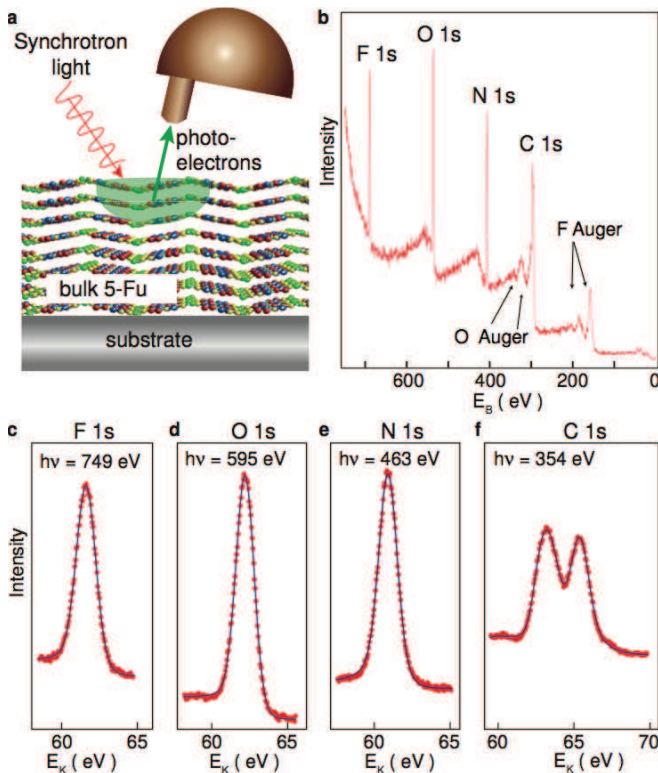 a
Synchrotron
light
photo-
electrons
bulk 5-Fu
substrate
b
F 1s
O 1s
N 1s
C 1s
F Auger
O Auger
Intensity
600
400
200
0
E_B ( eV)
c F 1s
hν = 749 eV
Intensity
60 65
E_K ( eV)
d O 1s
hν = 595 eV
60 65
E_K ( eV)
e N 1s
hν = 463 eV
60 65
E_K ( eV)
f C 1s
hν = 354 eV
60 65 70
E_K ( eV)